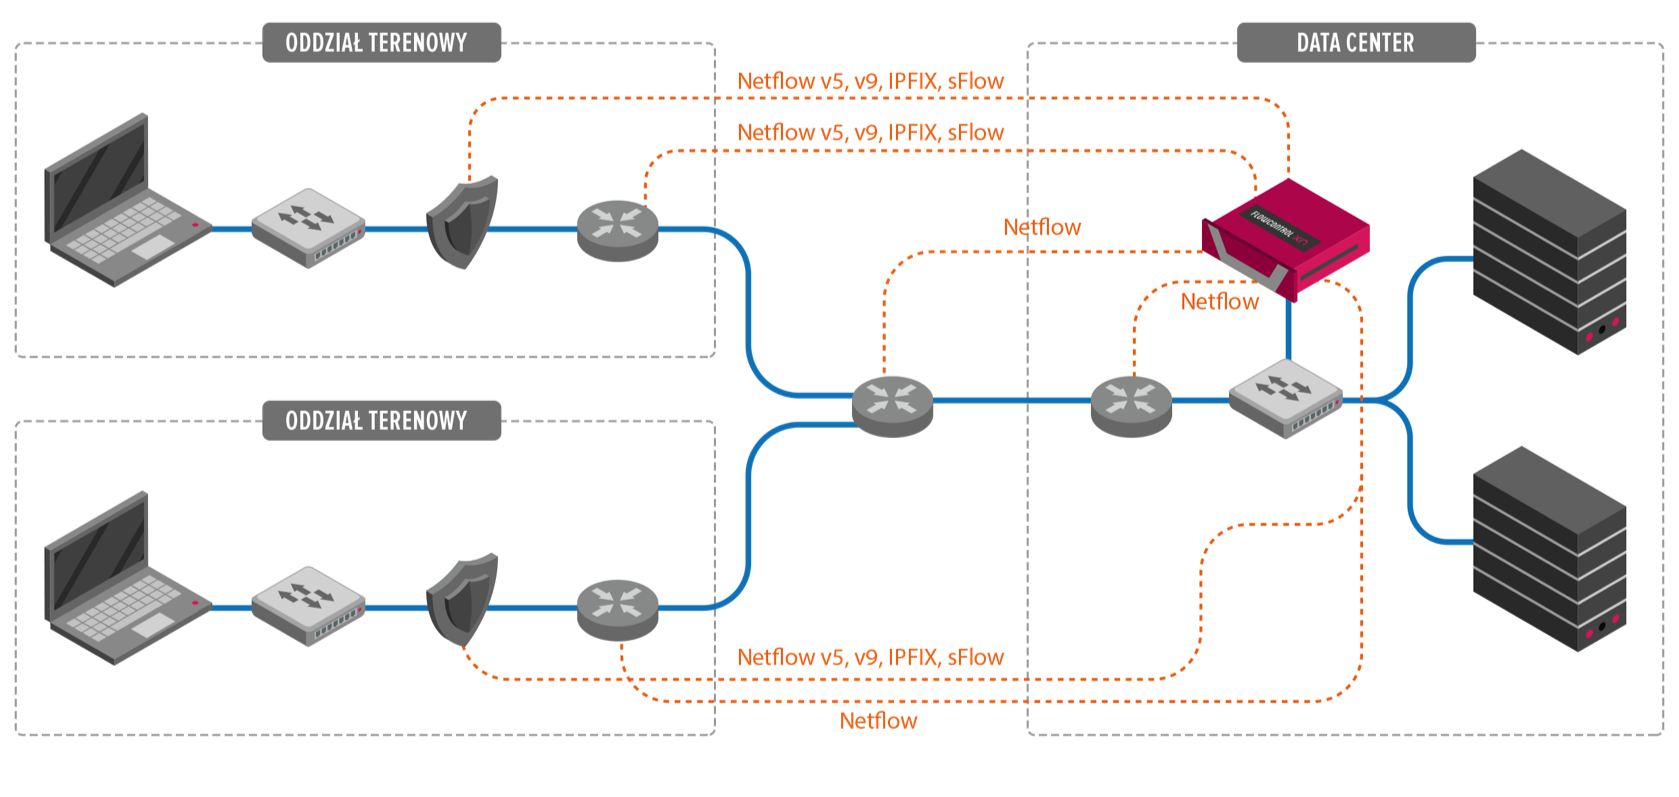 ODDZIAŁ TERENOWY
DATA CENTER
Netflow v5, v9, IPFIX, sFlow
Netflow v5, v9, IPFIX, sFlow
Netflow
FLOWCONTROL XN
Netflow
ODDZIAŁ TERENOWY
Netflow v5, v9, IPFIX, sFlow
Netflow